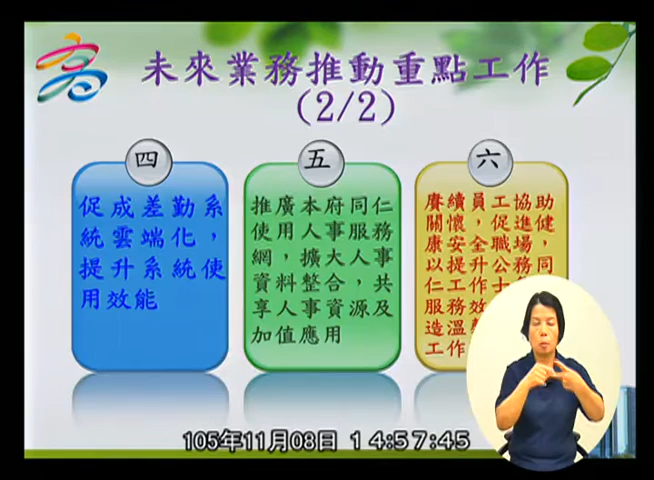 未來業務推動重點工作
(2/2)
四
促成差勤系
統雲端化，
提升系統使
用效能
五
推廣本府同仁
使用人事服務
網，擴大人事
資料整合，共
享人事資源及
加值應用
六
賡續員工協助
關懷，促進健
康安全職場，
以提升公務同
仁工作士
服務效
造溫
工作
105年11月08日 14:57:45